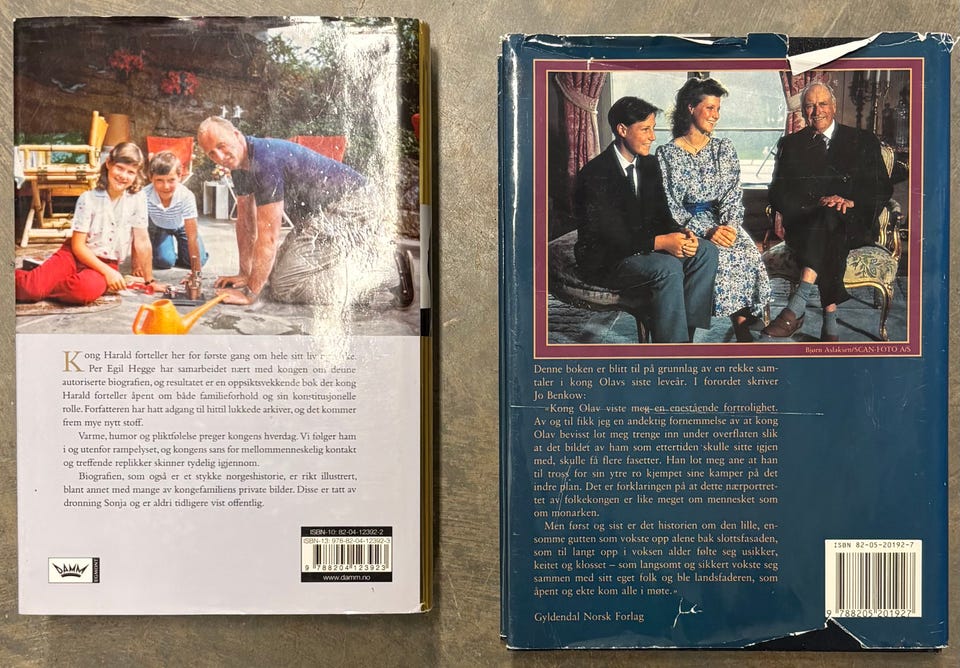 Kong Harald forteller her for første gang om hele sitt liv
Per Egil Hegge har samarbeidet nært med kongen om denne
autoriserte biografien, og resultatet er en oppsiktsvekkende bok der kong
Harald forteller åpent om både familieforhold og sin konstitusjonelle
rolle. Forfatteren har hatt adgang til hittil lukkede arkiver, og det kommer
frem mye nytt stoff.
Varme, humor og pliktfølelse preger kongens hverdag. Vi følger ham
i og utenfor rampelyset, og kongens sans for mellommenneskelig kontakt
og treffende replikker skinner tydelig igjennom.
Biografien, som også er et stykke norgeshistorie, er rikt illustrert,
blant annet med mange av kongefamiliens private bilder. Disse er tatt av
dronning Sonja og er aldri tidligere vist offentlig.
DAMM
EGMONT
ISBN-10: 82-04-12392-2
ISBN-13: 978-82-04-12392-3
9 788204 123923
www.damm.no
Bjørn Aslaksen/SCAN-FOTO A/S
Denne boken er blitt til på grunnlag av en rekke sam-
taler i kong Olavs siste leveår. I forordet skriver
Jo Benkow:
«Kong Olav viste meg en enestående fortrolighet.
Av og til fikk jeg en andektig fornemmelse av at kong
Olav bevisst lot meg trenge inn under overflaten slik
at det bildet av ham som ettertiden skulle sitte igjen
med, skulle få flere fasetter. Han lot meg ane at han
til tross for sin ytre ro kjempet sine kamper på det
indre plan. Det er forklaringen på at dette nærportret-
tet av folkekongen er like meget om mennesket som
om monarken.
Men først og sist er det historien om den lille, en-
somme gutten som vokste opp alene bak slottsfasaden,
som til langt opp i voksen alder følte seg usikker,
keitet og klosset – som langsomt og sikkert vokste seg
sammen med sitt eget folk og ble landsfaderen, som
åpent og ekte kom alle i møte.»
Gyldendal Norsk Forlag
ISBN 82-05-20192-7
9 788205 201927